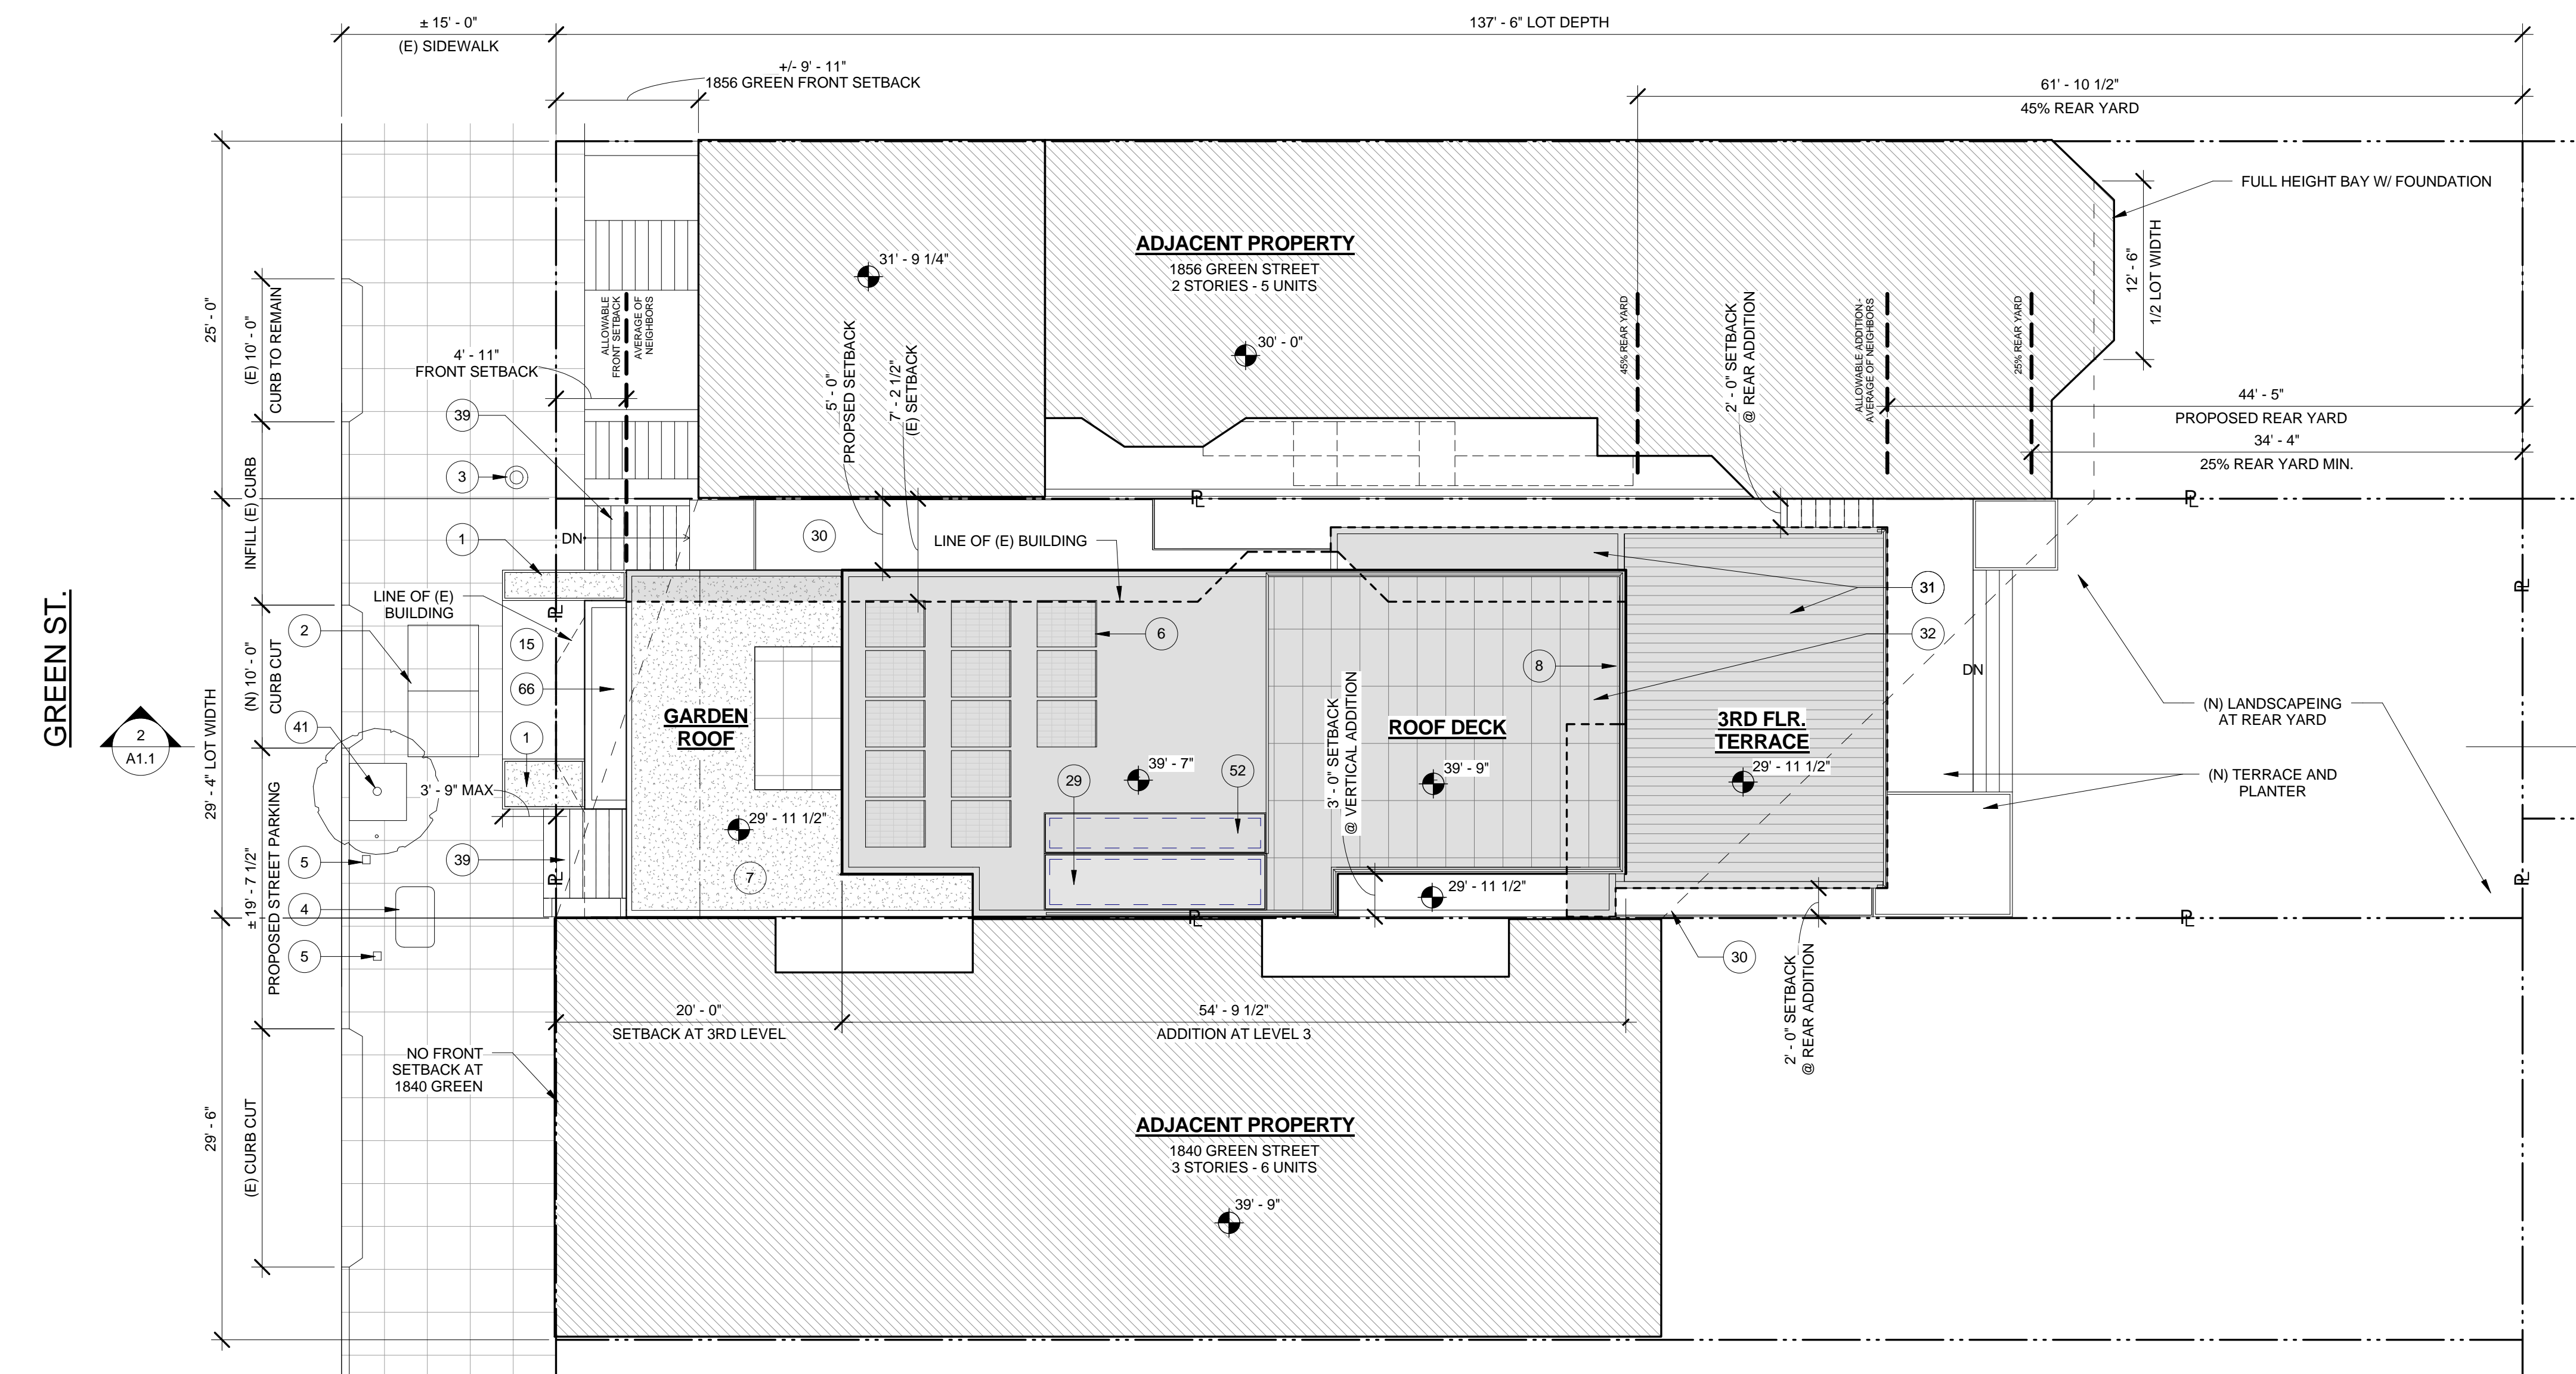 ± 15' - 0"
(E) SIDEWALK
137' - 6" LOT DEPTH
+/- 9' - 11"
1856 GREEN FRONT SETBACK
61' - 10 1/2"
45% REAR YARD
FULL HEIGHT BAY W/ FOUNDATION
12' - 6"
1/2 LOT WIDTH
ADJACENT PROPERTY
1856 GREEN STREET
2 STORIES - 5 UNITS
31' - 9 1/4"
30' - 0"
25' - 0"
(E) 10' - 0"
CURB TO REMAIN
ALLOWABLE
FRONT SETBACK
AVERAGE OF
NEIGHBORS
4' - 11"
FRONT SETBACK
5' - 0"
PROPSED SETBACK
7' - 2 1/2"
(E) SETBACK
45% REAR YARD
2' - 0" SETBACK
@ REAR ADDITION
ALLOWABLE ADDITION -
AVERAGE OF NEIGHBORS
25% REAR YARD
44' - 5"
PROPOSED REAR YARD
34' - 4"
25% REAR YARD MIN.
39
3
1
INFILL (E) CURB
DN
30
LINE OF (E) BUILDING
PL
PL
GREEN ST.
2
A1.1
29' - 4" LOT WIDTH
(N) 10' - 0"
CURB CUT
LINE OF (E)
BUILDING
PL
2
15
66
41
1
3' - 9" MAX
GARDEN
ROOF
29' - 11 1/2"
7
6
39' - 7"
29
52
8
ROOF DECK
39' - 9"
3' - 0" SETBACK
@ VERTICAL ADDITION
29' - 11 1/2"
3RD FLR.
TERRACE
29' - 11 1/2"
31
32
DN
PL
(N) LANDSCAPEING
AT REAR YARD
(N) TERRACE AND
PLANTER
PL
± 19' - 7 1/2"
PROPOSED STREET PARKING
5
39
4
5
PL
PL
PL
30
2' - 0" SETBACK
@ REAR ADDITION
20' - 0"
SETBACK AT 3RD LEVEL
54' - 9 1/2"
ADDITION AT LEVEL 3
NO FRONT
SETBACK AT
1840 GREEN
29' - 6"
(E) CURB CUT
ADJACENT PROPERTY
1840 GREEN STREET
3 STORIES - 6 UNITS
39' - 9"